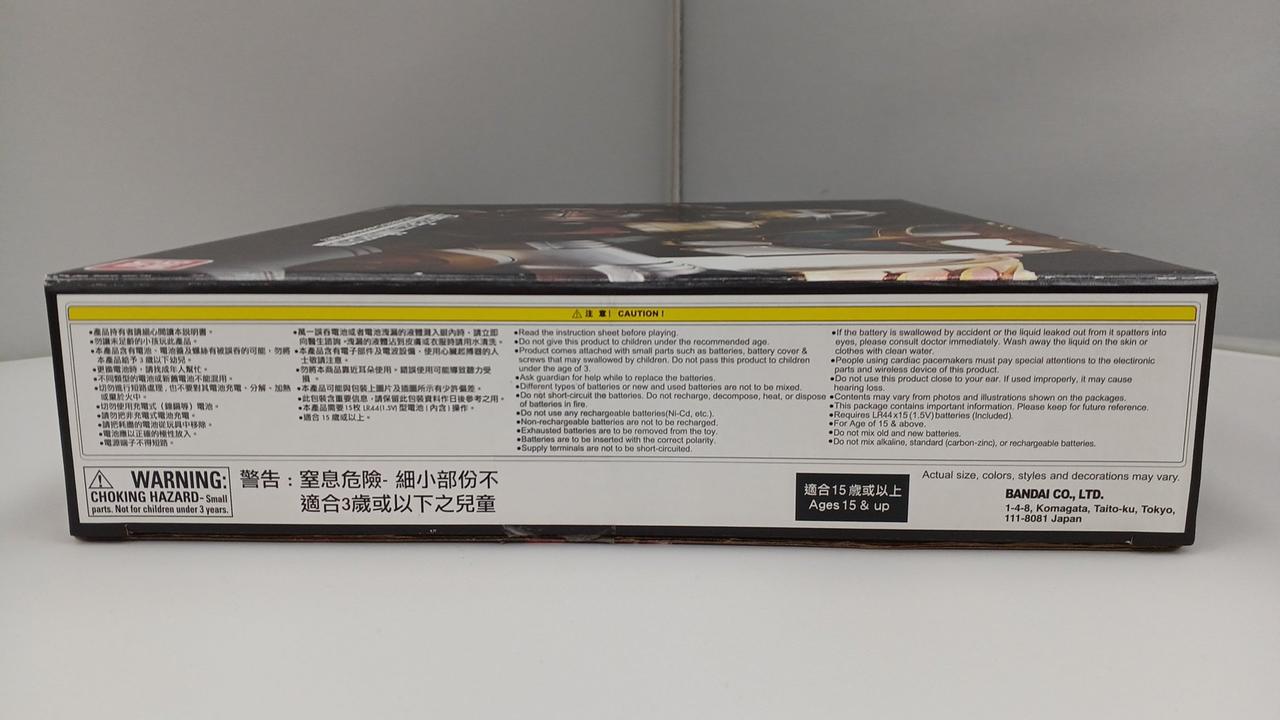 ⚠ 注 意! CAUTION !
•產品持有者請細心閱讀本說明書。
•勿讓未足齡的小孩玩此產品。
•本產品含有電池、電池蓋及螺絲有被誤吞的可能,勿將
本產品給予3歲以下幼兒。
•更換電池時,請找成年人幫忙。
•不同類型的電池或新舊電池不能混用。
•切勿進行短路處理,也不要對其電池充電、分解、加熱
或棄於火中。
•切勿使用充電式(鎳鎘等)電池。
•請勿把非充電式電池充電。
•請把耗盡的電池從玩具中移除。
•電池應以正確的極性放入。
•電源端子不得短路。
•萬一誤吞電池或者電池洩漏的液體濺入眼內時,請立即
向醫生諮詢。洩漏的液體沾到皮膚或衣服時請用水清洗。
•本產品含有電子部件及電波設備,使用心臟起搏器的人
士敬請注意。
•勿將本商品靠近耳朵使用。錯誤使用可能導致聽力受
損。
•本產品可能與包裝上圖片及插圖所示有少許偏差。
•此包裝含重要信息,請保留此包裝資料作日後參考之用。
•本產品需要15枚 LR44(1.5V) 型電池(內含)操作。
•適合 15 歲或以上。
•Read the instruction sheet before playing.
•Do not give this product to children under the recommended age.
•Product comes attached with small parts such as batteries, battery cover &
screws that may swallowed by children. Do not pass this product to children
under the age of 3.
•Ask guardian for help while to replace the batteries.
•Different types of batteries or new and used batteries are not to be mixed.
•Do not short-circuit the batteries. Do not recharge, decompose, heat, or dispose
of batteries in fire.
•Do not use any rechargeable batteries(Ni-Cd, etc.).
•Non-rechargeable batteries are not to be recharged.
•Exhausted batteries are to be removed from the toy.
•Batteries are to be inserted with the correct polarity.
•Supply terminals are not to be short-circuited.
•If the battery is swallowed by accident or the liquid leaked out from it spatters into
eyes, please consult doctor immediately. Wash away the liquid on the skin or
clothes with clean water.
•People using cardiac pacemakers must pay special attentions to the electronic
parts and wireless device of this product.
•Do not use this product close to your ear. If used improperly, it may cause
hearing loss.
•Contents may vary from photos and illustrations shown on the packages.
•This package contains important information. Please keep for future reference.
•Requires LR44x15 (1.5V)batteries (Included).
•For Age of 15 & above.
•Do not mix old and new batteries.
•Do not mix alkaline, standard (carbon-zinc), or rechargeable batteries.
⚠ WARNING:
CHOKING HAZARD– Small
parts. Not for children under 3 years.
警告:窒息危險- 細小部份不
適合3歲或以下之兒童
適合15歲或以上
Ages 15 & up
Actual size, colors, styles and decorations may vary.
BANDAI CO., LTD.
1-4-8, Komagata, Taito-ku, Tokyo,
111-8081 Japan